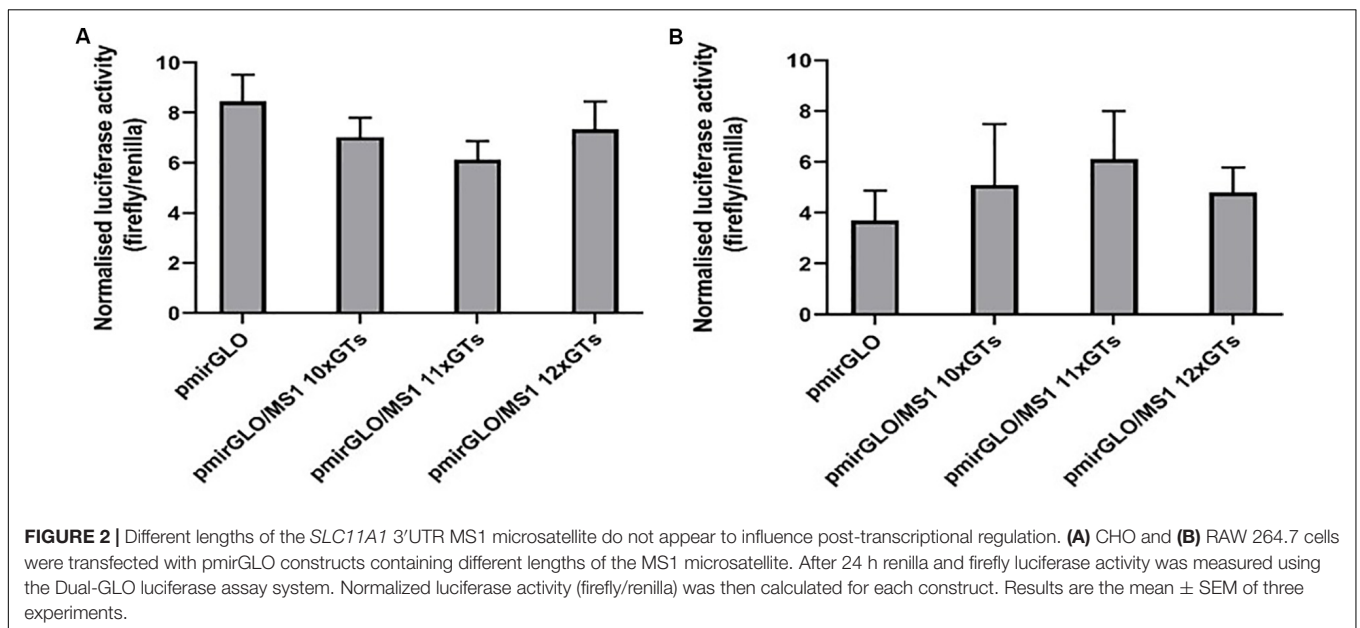 A
10
8
6
4
2
0
Normalised luciferase activity
(firefly/renilla)
pmirGLO
pmirGLO/MS1 10xGTs
pmirGLO/MS1 11xGTs
pmirGLO/MS1 12xGTs
B
10
8
6
4
2
0
Normalised luciferase activity
(firefly/renilla)
pmirGLO
pmirGLO/MS1 10xGTs
pmirGLO/MS1 11xGTs
pmirGLO/MS1 12xGTs
FIGURE 2 | Different lengths of the SLC11A1 3′UTR MS1 microsatellite do not appear to influence post-transcriptional regulation. (A) CHO and (B) RAW 264.7 cells
were transfected with pmirGLO constructs containing different lengths of the MS1 microsatellite. After 24 h renilla and firefly luciferase activity was measured using
the Dual-GLO luciferase assay system. Normalized luciferase activity (firefly/renilla) was then calculated for each construct. Results are the mean ± SEM of three
experiments.